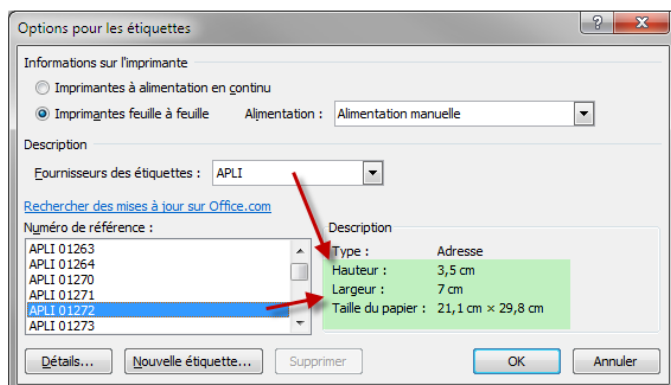 Options pour les étiquettes
Informations sur l'imprimante
Imprimantes à alimentation en continu
Imprimantes feuille à feuille Alimentation : Alimentation manuelle
Description
Fournisseurs des étiquettes : APLI
Rechercher des mises à jour sur Office.com
Numéro de référence :
APLI 01263
APLI 01264
APLI 01270
APLI 01271
APLI 01272
APLI 01273
Description
Type : Adresse
Hauteur : 3,5 cm
Largeur : 7 cm
Taille du papier : 21,1 cm × 29,8 cm
Détails... Nouvelle étiquette... Supprimer OK Annuler